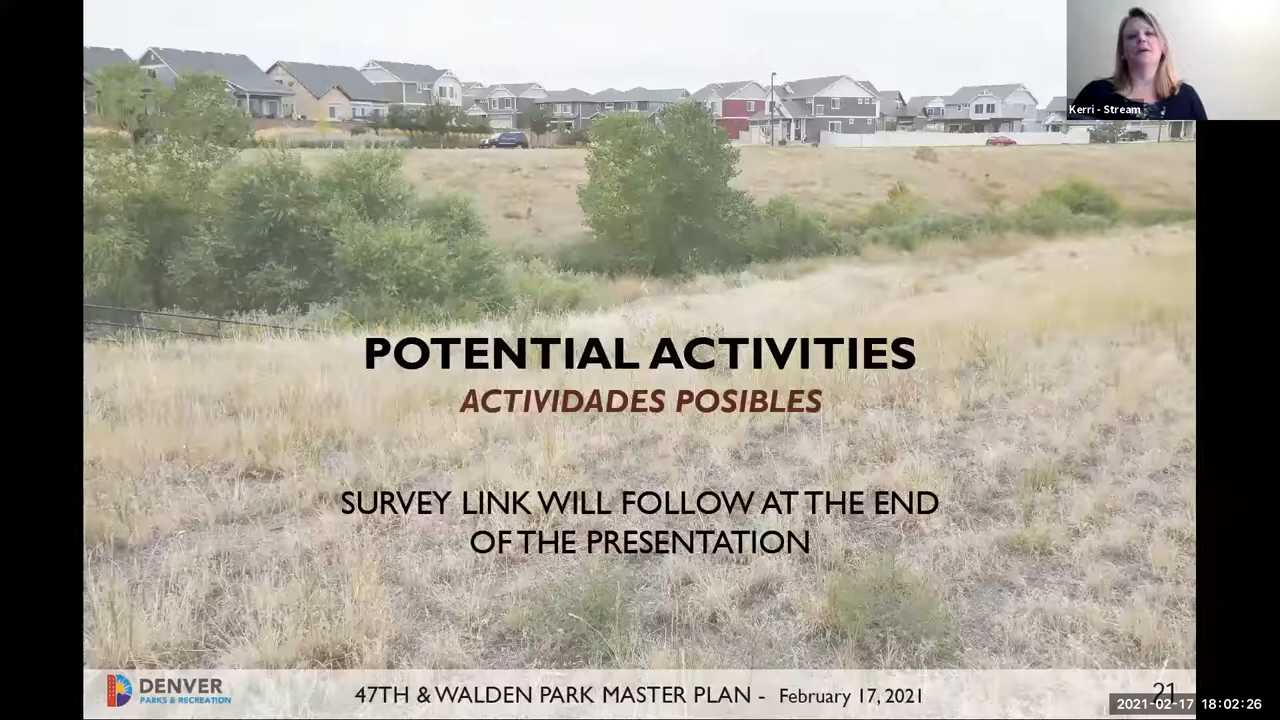 Kerri - Stream
POTENTIAL ACTIVITIES
ACTIVIDADES POSIBLES
SURVEY LINK WILL FOLLOW AT THE END
OF THE PRESENTATION
DENVER
PARKS & RECREATION
47TH & WALDEN PARK MASTER PLAN - February 17, 2021
21
2021-02-17 18:02:26